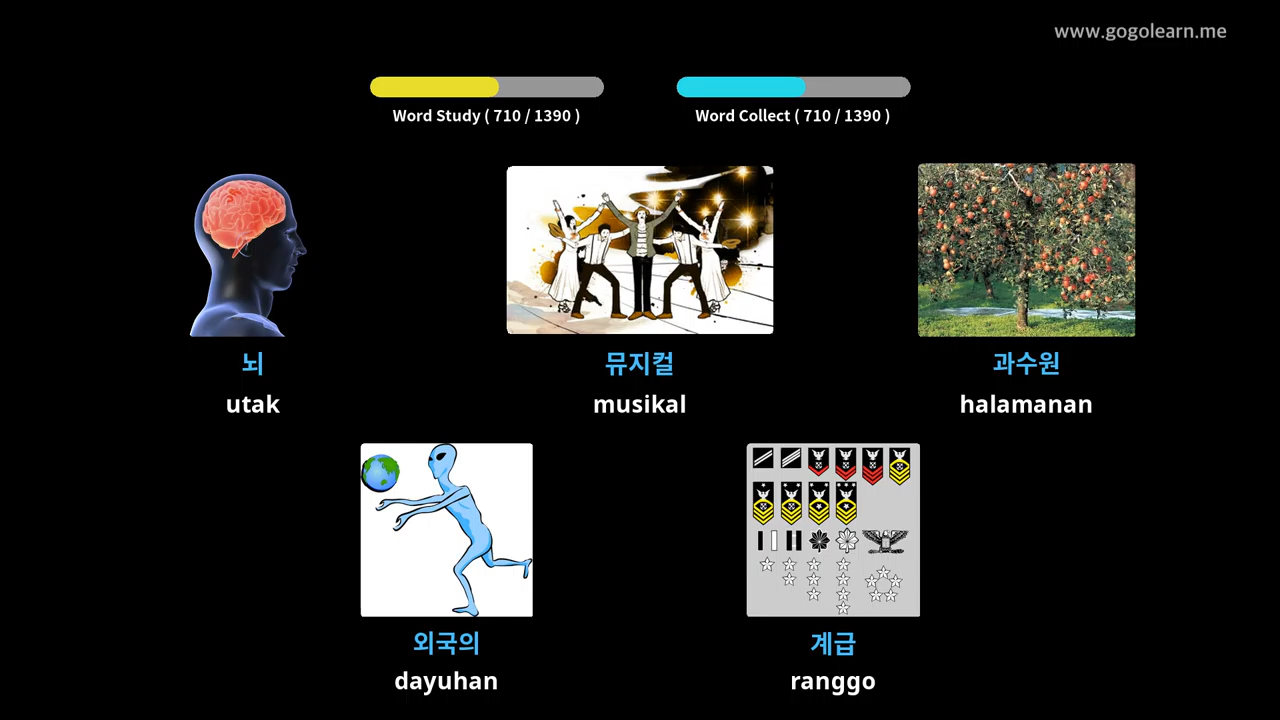 www.gogolearn.me
Word Study ( 710 / 1390 )
Word Collect ( 710 / 1390 )
뇌
utak
뮤지컬
musikal
과수원
halamanan
외국의
dayuhan
계급
ranggo